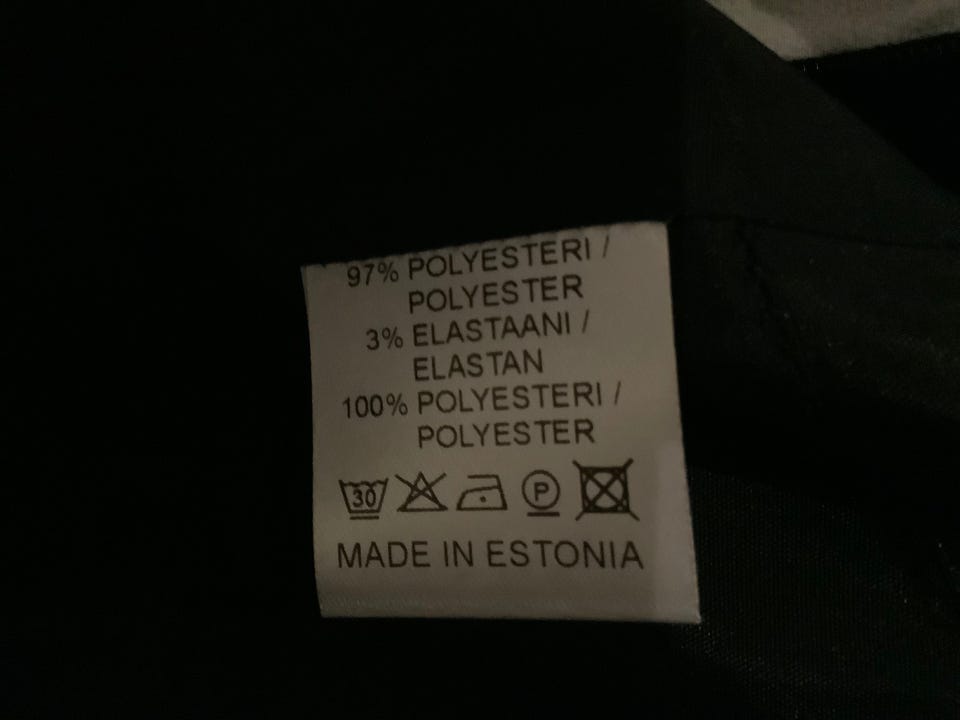 97% POLYESTERI /
POLYESTER
3% ELASTAANI /
ELASTAN
100% POLYESTERI /
POLYESTER
30 P
MADE IN ESTONIA